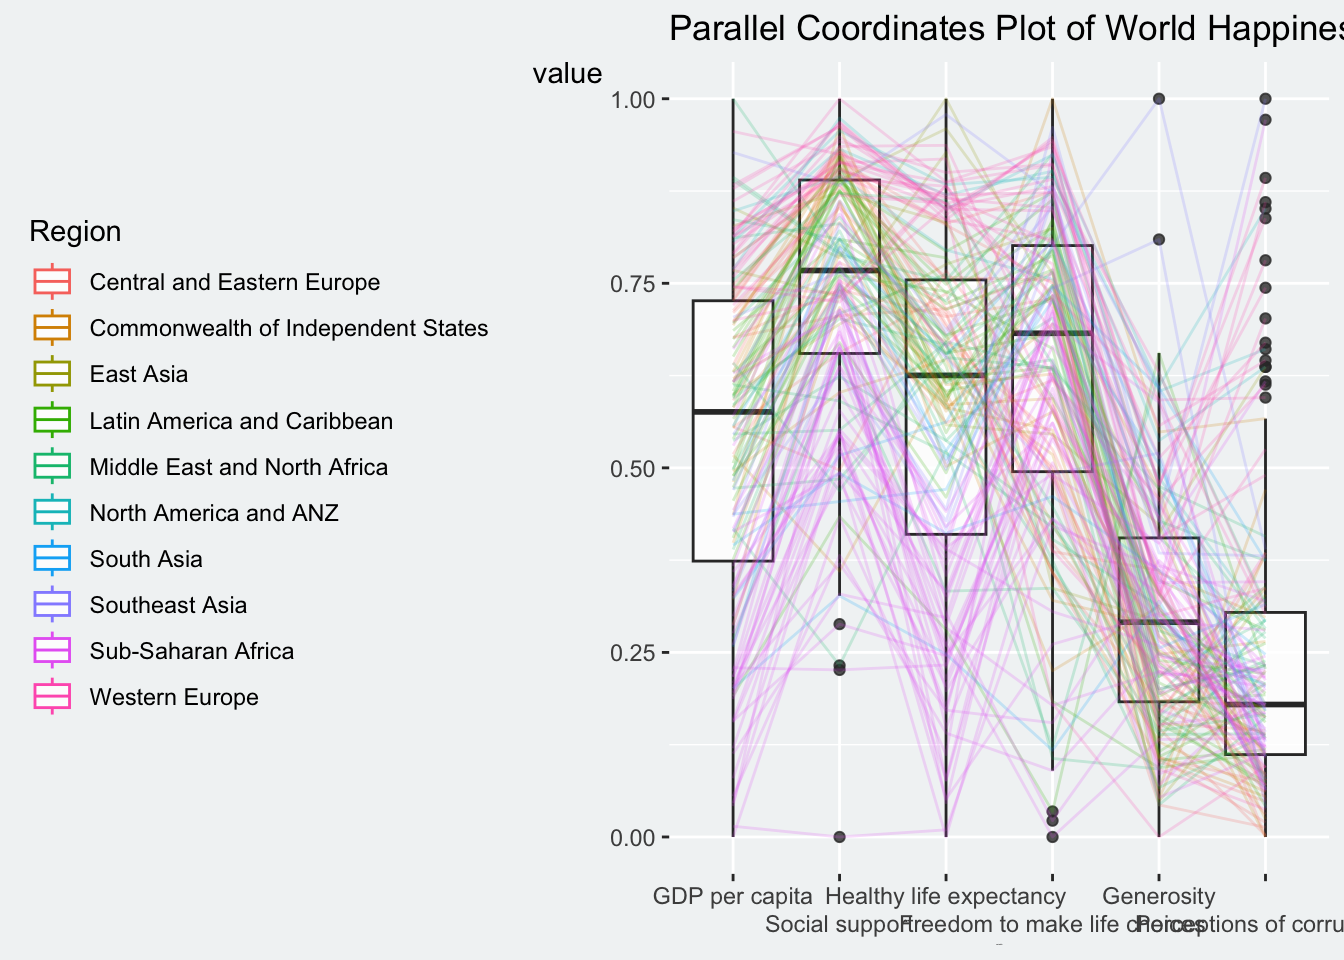 Parallel Coordinates Plot of World Happines
value
1.00
0.75
0.50
0.25
0.00
Region
Central and Eastern Europe
Commonwealth of Independent States
East Asia
Latin America and Caribbean
Middle East and North Africa
North America and ANZ
South Asia
Southeast Asia
Sub-Saharan Africa
Western Europe
GDP per capita
Healthy life expectancy
Generosity
Social support
Freedom to make life choices
Perceptions of corru